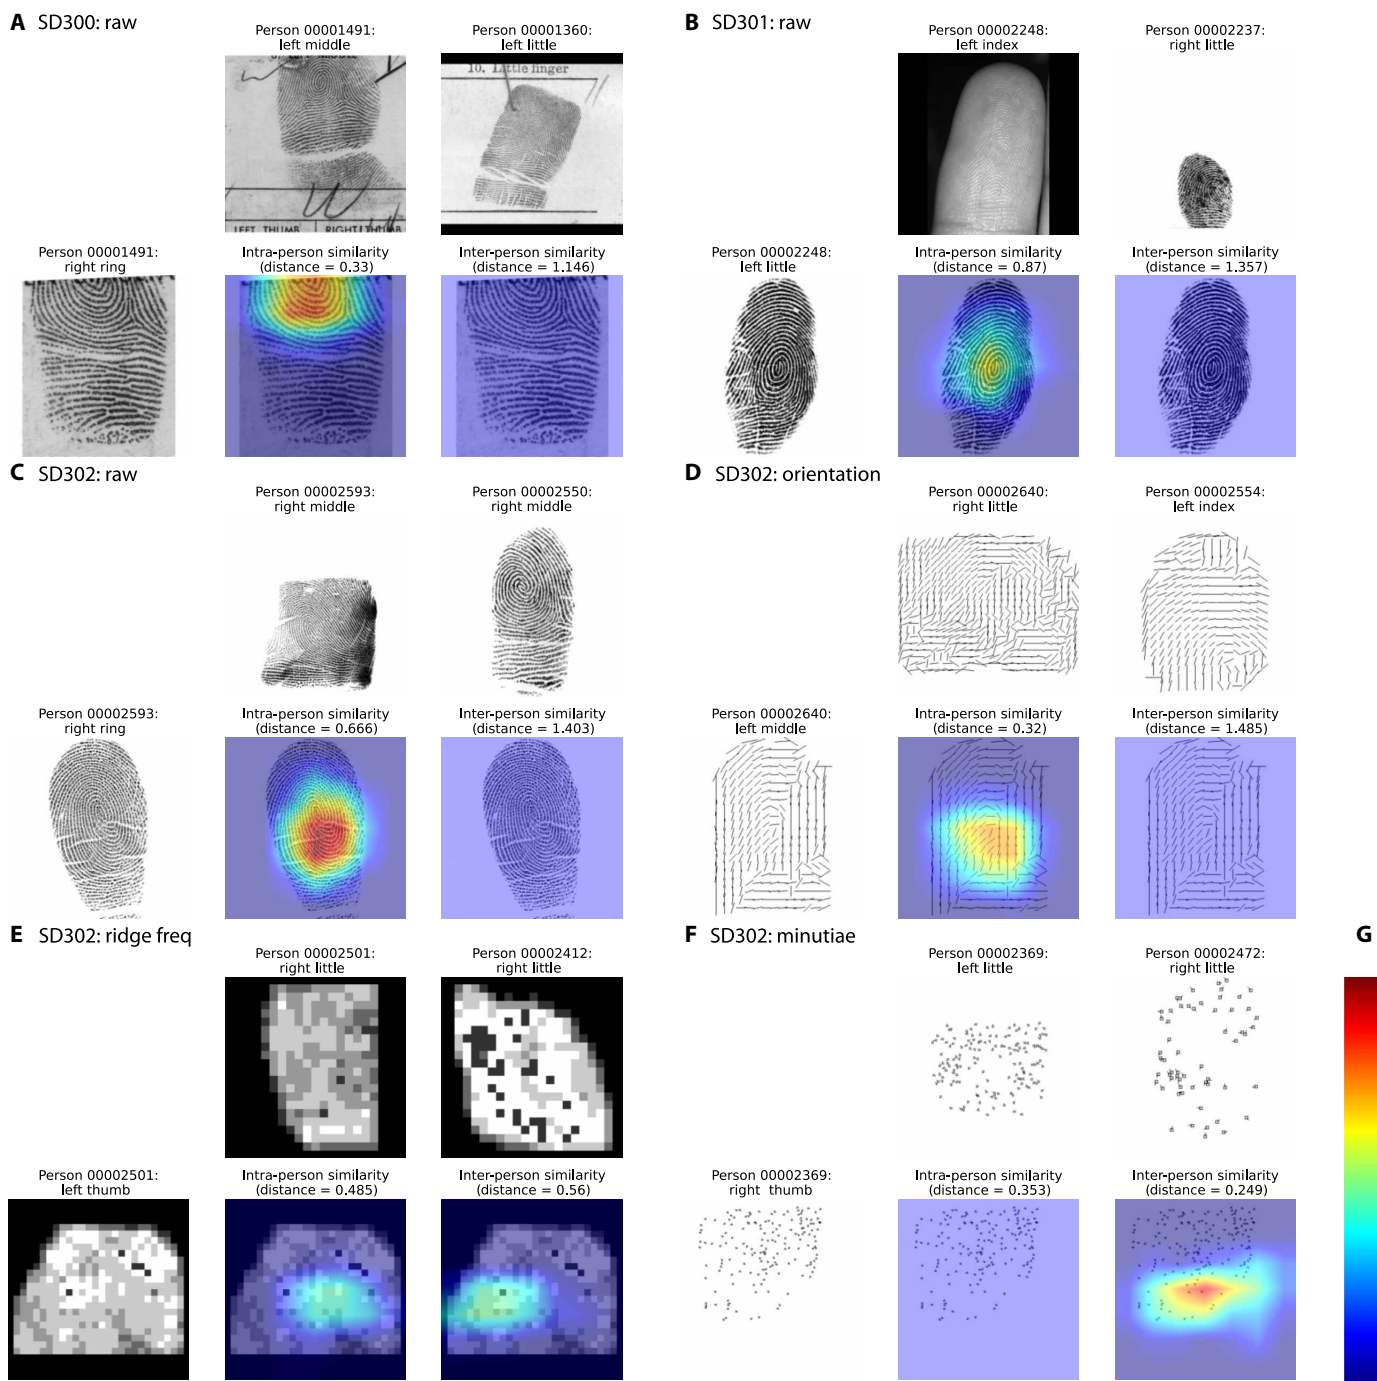 A SD300: raw
Person 00001491:
left middle
Person 00001360:
left little
10. Little finger
LEFT THUMB
RIGHT THUMB
Person 00001491:
right ring
Intra-person similarity
(distance = 0.33)
Inter-person similarity
(distance = 1.146)
B SD301: raw
Person 00002248:
left index
Person 00002237:
right little
Person 00002248:
left little
Intra-person similarity
(distance = 0.87)
Inter-person similarity
(distance = 1.357)
C SD302: raw
Person 00002593:
right middle
Person 00002550:
right middle
Person 00002593:
right ring
Intra-person similarity
(distance = 0.666)
Inter-person similarity
(distance = 1.403)
D SD302: orientation
Person 00002640:
right little
Person 00002554:
left index
Person 00002640:
left middle
Intra-person similarity
(distance = 0.32)
Inter-person similarity
(distance = 1.485)
E SD302: ridge freq
Person 00002501:
right little
Person 00002412:
right little
Person 00002501:
left thumb
Intra-person similarity
(distance = 0.485)
Inter-person similarity
(distance = 0.56)
F SD302: minutiae
Person 00002369:
left little
Person 00002472:
right little
Person 00002369:
right thumb
Intra-person similarity
(distance = 0.353)
Inter-person similarity
(distance = 0.249)
G